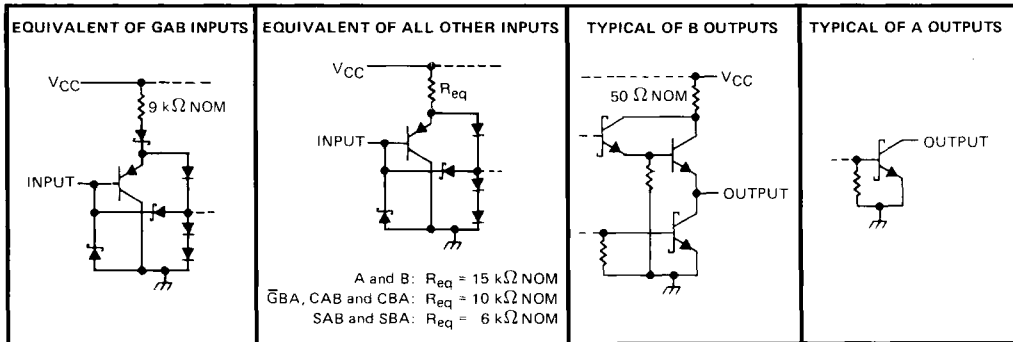 EQUIVALENT OF GAB INPUTS
VCC
9 kΩ NOM
INPUT
EQUIVALENT OF ALL OTHER INPUTS
VCC
Req
INPUT
A and B: Req = 15 kΩ NOM
G̅BA, CAB and CBA: Req = 10 kΩ NOM
SAB and SBA: Req = 6 kΩ NOM
TYPICAL OF B OUTPUTS
VCC
50 Ω NOM
OUTPUT
TYPICAL OF A OUTPUTS
OUTPUT